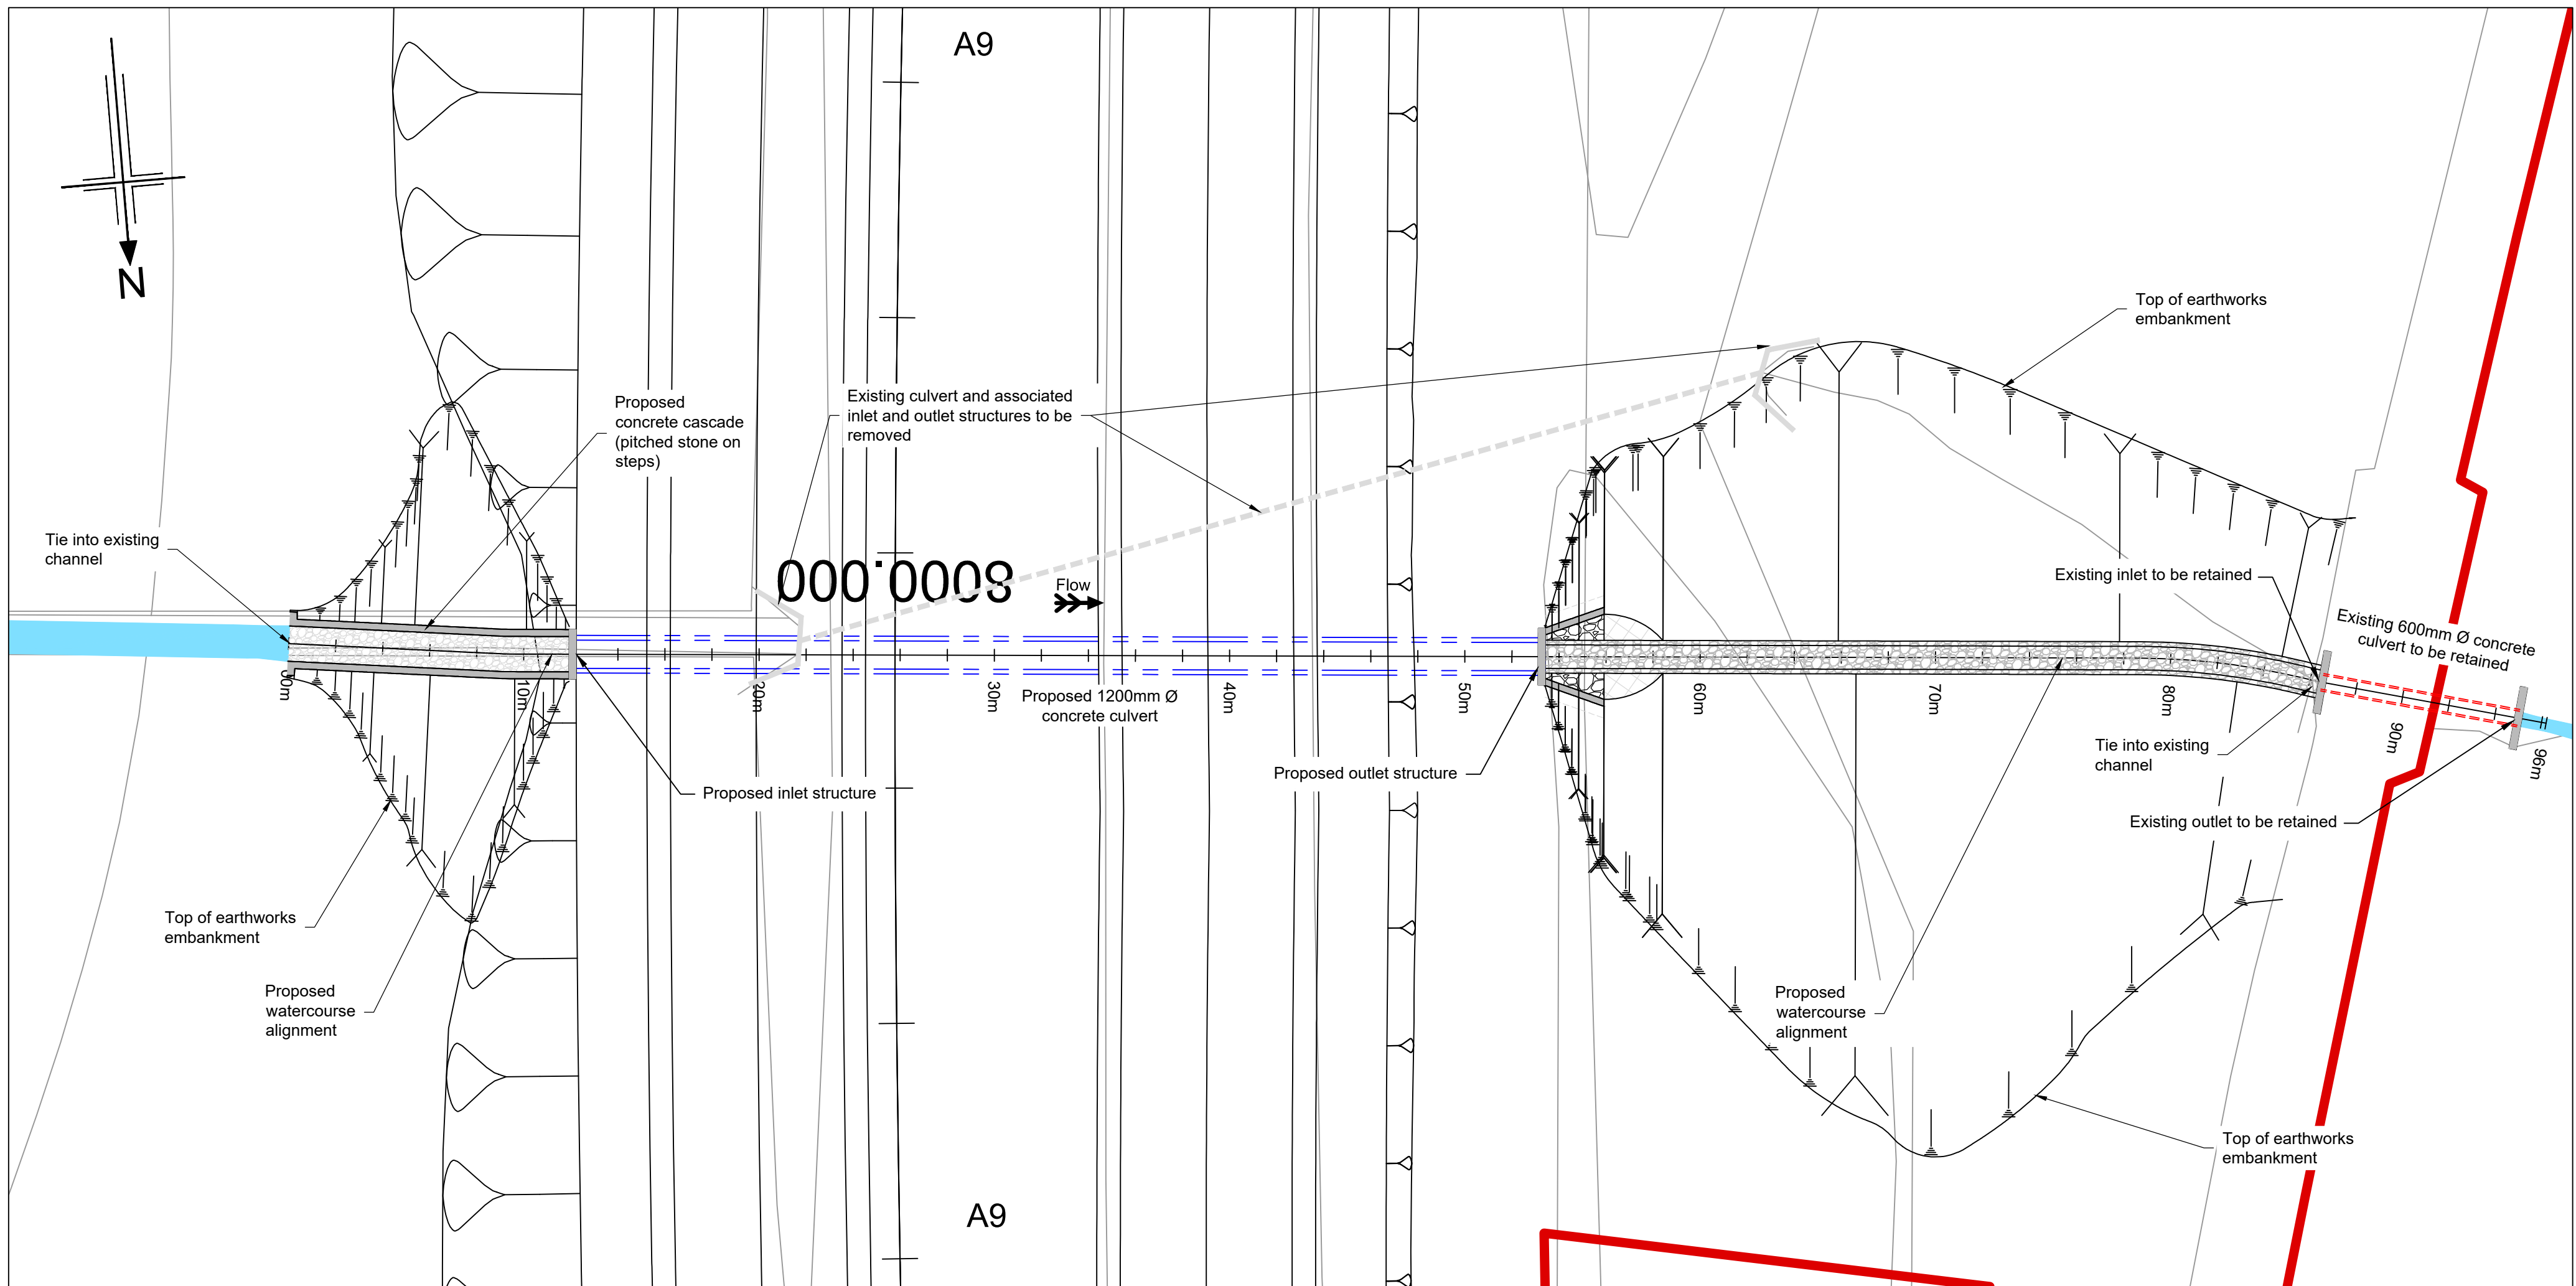 A9
N
Top of earthworks
embankment
Proposed
concrete cascade
(pitched stone on
steps)
Existing culvert and associated
inlet and outlet structures to be
removed
Tie into existing
channel
8000.000
Flow
Existing inlet to be retained
Existing 600mm Ø concrete
culvert to be retained
00m
10m
20m
30m
40m
50m
60m
70m
80m
90m
96m
Proposed 1200mm Ø
concrete culvert
Proposed inlet structure
Proposed outlet structure
Tie into existing
channel
Existing outlet to be retained
Top of earthworks
embankment
Proposed
watercourse
alignment
Proposed
watercourse
alignment
Top of earthworks
embankment
A9